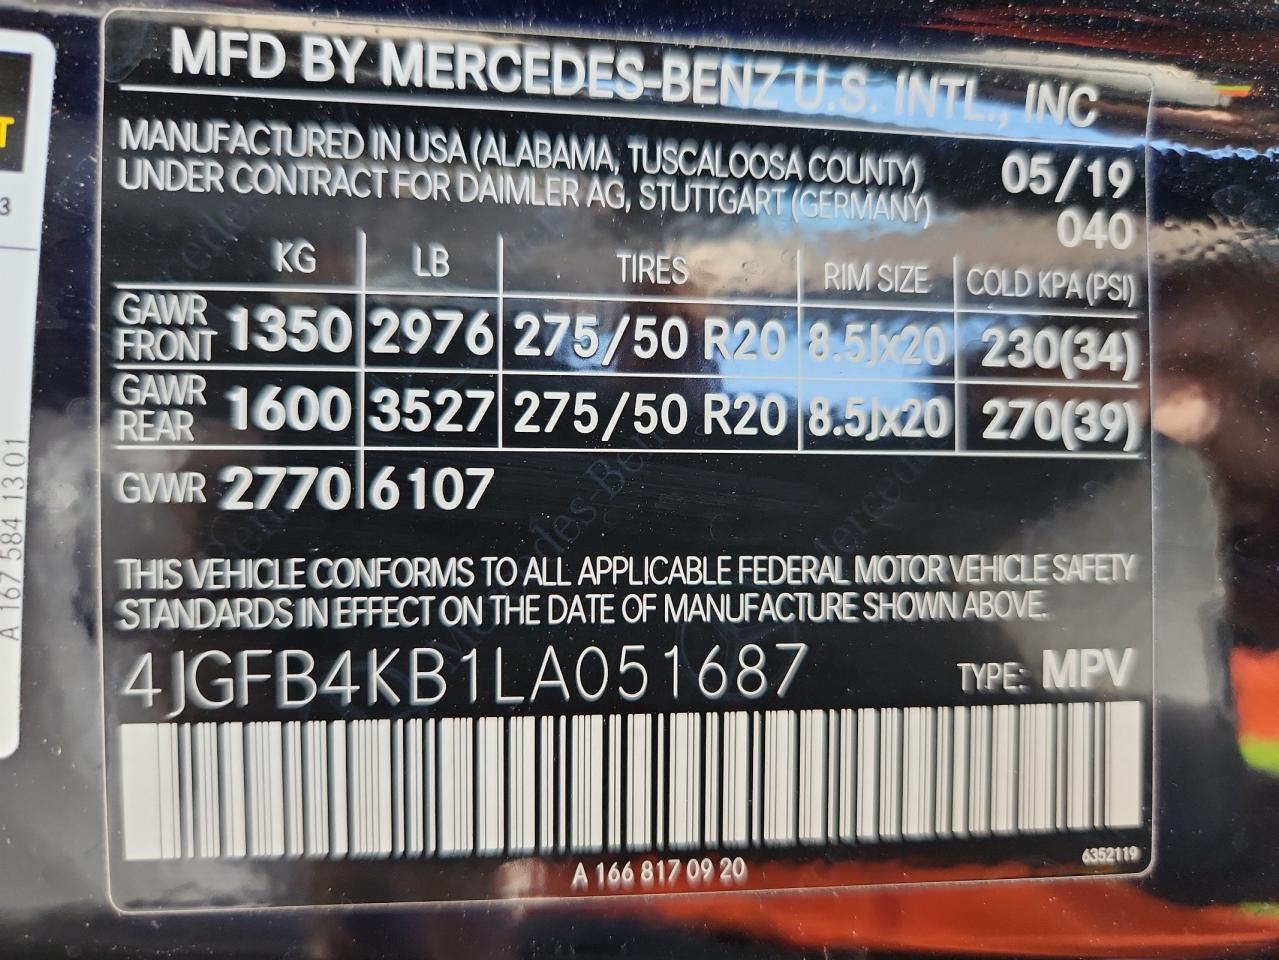 MFD BY MERCEDES-BENZ U.S. INTL., INC
MANUFACTURED IN USA (ALABAMA, TUSCALOOSA COUNTY) 05/19
UNDER CONTRACT FOR DAIMLER AG, STUTTGART (GERMANY) 040
KG LB TIRES RIM SIZE COLD KPA (PSI)
GAWR FRONT 1350 2976 275/50 R20 8.5Jx20 230(34)
GAWR REAR 1600 3527 275/50 R20 8.5Jx20 270(39)
GVWR 2770 6107
THIS VEHICLE CONFORMS TO ALL APPLICABLE FEDERAL MOTOR VEHICLE SAFETY
STANDARDS IN EFFECT ON THE DATE OF MANUFACTURE SHOWN ABOVE.
4JGFB4KB1LA051687 TYPE: MPV
A 166 817 09 20 6352119
A 167 584 13 01
T
3